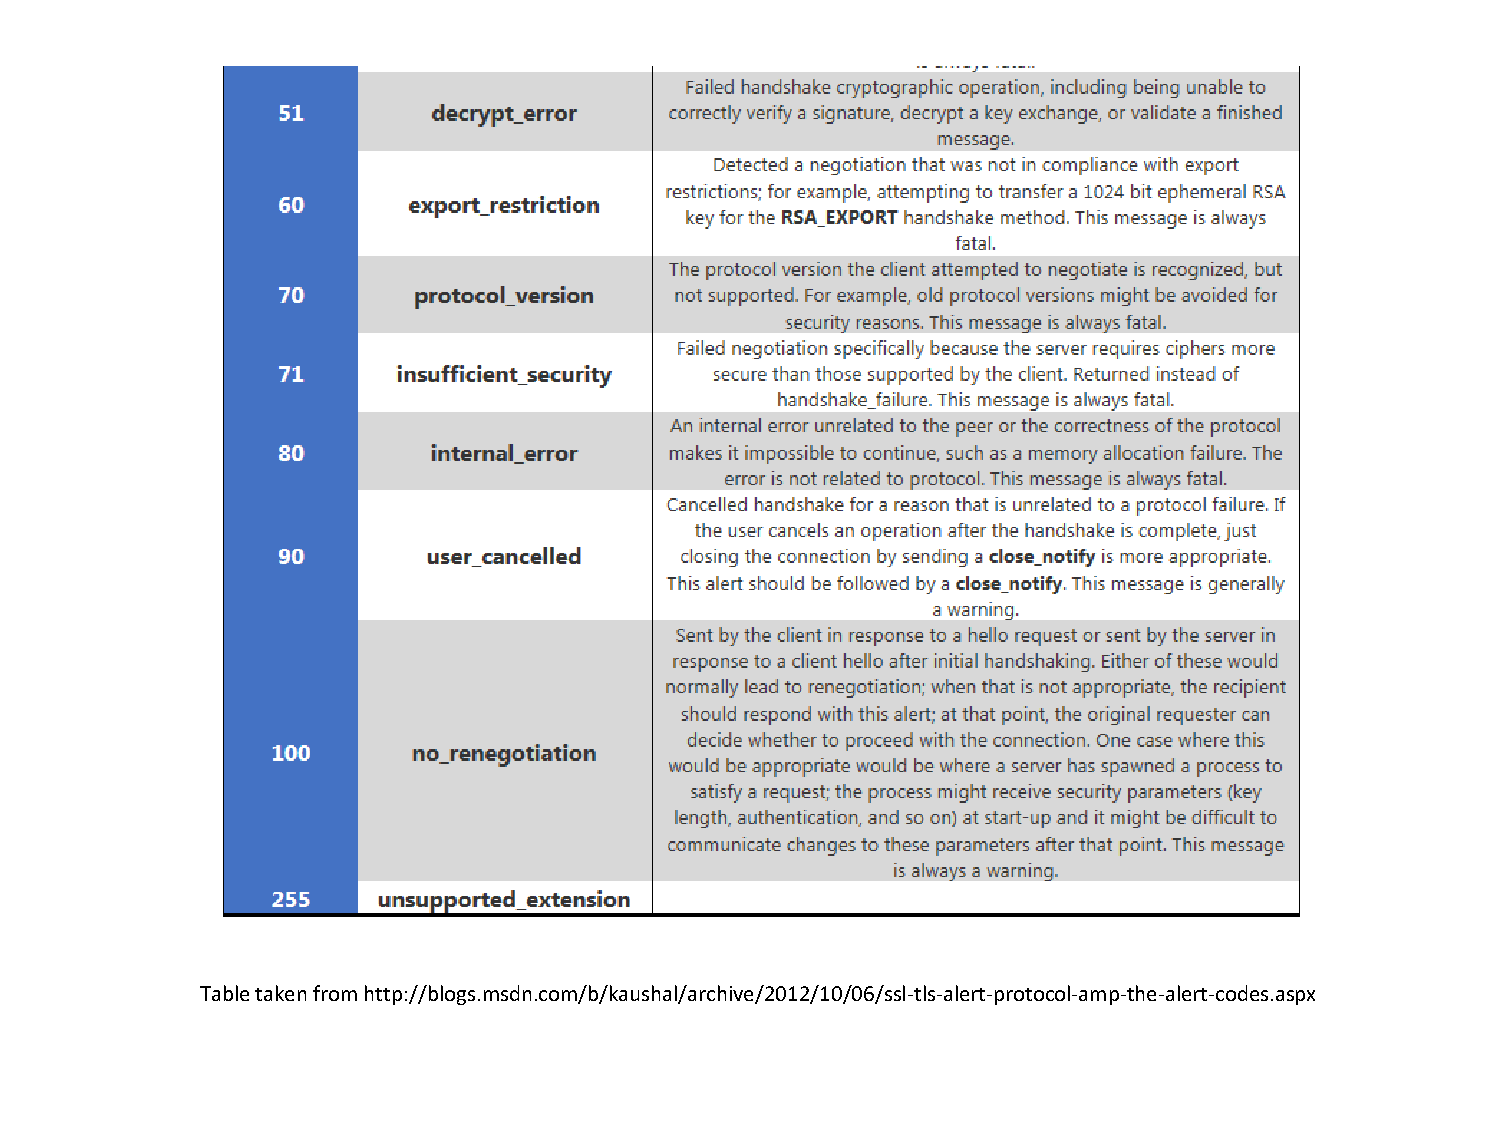 51
decrypt_error
Failed handshake cryptographic operation, including being unable to
correctly verify a signature, decrypt a key exchange, or validate a finished
message.
60
export_restriction
Detected a negotiation that was not in compliance with export
restrictions; for example, attempting to transfer a 1024 bit ephemeral RSA
key for the RSA_EXPORT handshake method. This message is always
fatal.
70
protocol_version
The protocol version the client attempted to negotiate is recognized, but
not supported. For example, old protocol versions might be avoided for
security reasons. This message is always fatal.
71
insufficient_security
Failed negotiation specifically because the server requires ciphers more
secure than those supported by the client. Returned instead of
handshake_failure. This message is always fatal.
80
internal_error
An internal error unrelated to the peer or the correctness of the protocol
makes it impossible to continue, such as a memory allocation failure. The
error is not related to protocol. This message is always fatal.
90
user_cancelled
Cancelled handshake for a reason that is unrelated to a protocol failure. If
the user cancels an operation after the handshake is complete, just
closing the connection by sending a close_notify is more appropriate.
This alert should be followed by a close_notify. This message is generally
a warning.
100
no_renegotiation
Sent by the client in response to a hello request or sent by the server in
response to a client hello after initial handshaking. Either of these would
normally lead to renegotiation; when that is not appropriate, the recipient
should respond with this alert; at that point, the original requester can
decide whether to proceed with the connection. One case where this
would be appropriate would be where a server has spawned a process to
satisfy a request; the process might receive security parameters (key
length, authentication, and so on) at start-up and it might be difficult to
communicate changes to these parameters after that point. This message
is always a warning.
255
unsupported_extension
Table taken from http://blogs.msdn.com/b/kaushal/archive/2012/10/06/ssl-tls-alert-protocol-amp-the-alert-codes.aspx